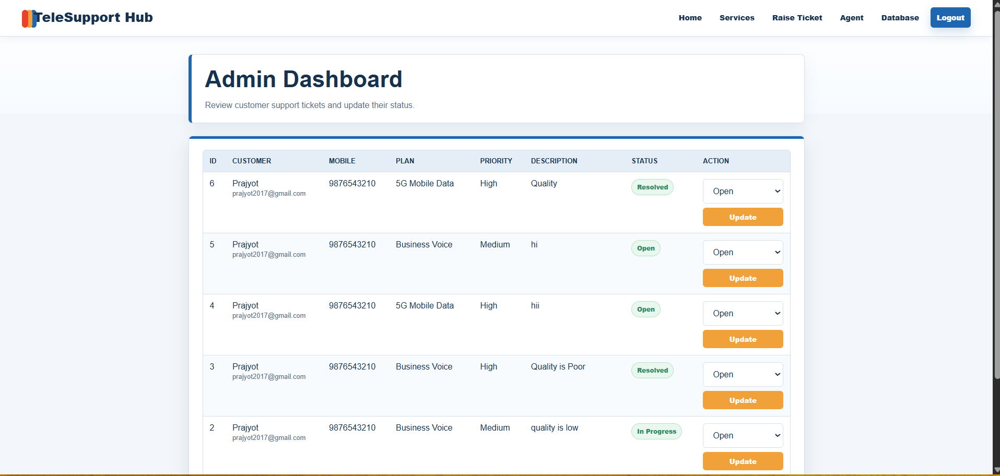 TeleSupport Hub
Home Services Raise Ticket Agent Database Logout
Admin Dashboard
Review customer support tickets and update their status.
ID CUSTOMER MOBILE PLAN PRIORITY DESCRIPTION STATUS ACTION
6 Prajyot 9876543210 5G Mobile Data High Quality Resolved Open
prajyot2017@gmail.com
Update
5 Prajyot 9876543210 Business Voice Medium hi Open Open
prajyot2017@gmail.com
Update
4 Prajyot 9876543210 5G Mobile Data High hii Open Open
prajyot2017@gmail.com
Update
3 Prajyot 9876543210 Business Voice High Quality is Poor Resolved Open
prajyot2017@gmail.com
Update
2 Prajyot 9876543210 Business Voice Medium quality is low In Progress Open
prajyot2017@gmail.com
Update